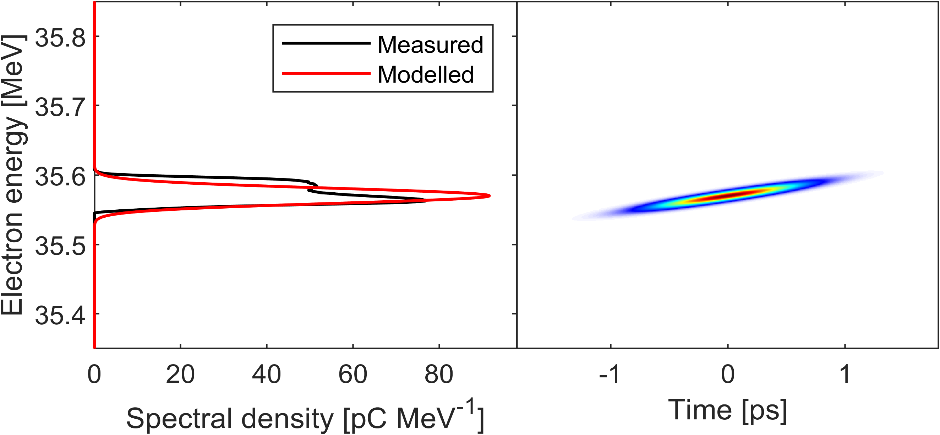 Electron energy [MeV]
35.8
35.7
35.6
35.5
35.4
Measured
Modelled
0 20 40 60 80
Spectral density [pC MeV⁻¹]
-1 0 1
Time [ps]